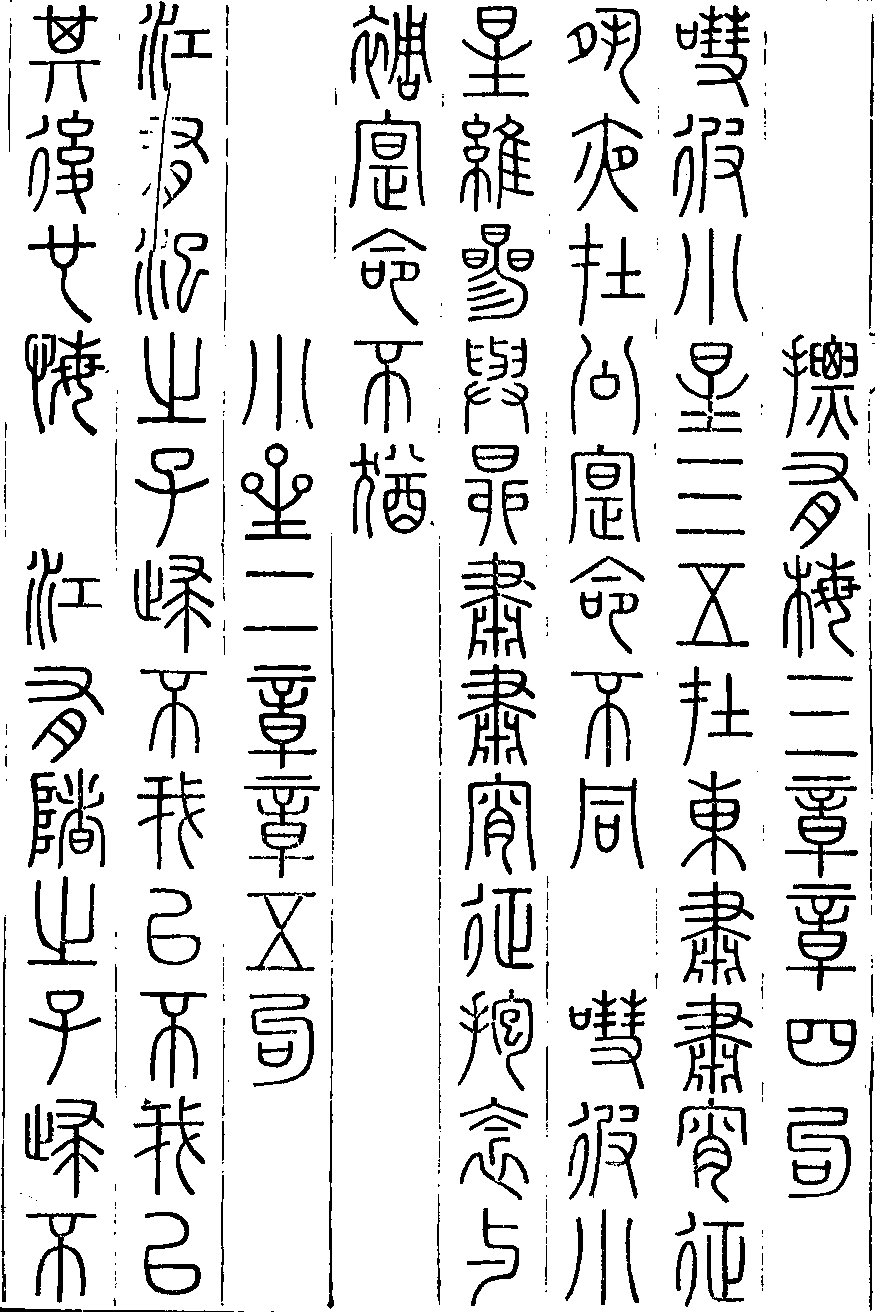 摽有梅三章章四句
嘒彼小星三五在東肅肅宵征
夙夜在公寔命不同　嘒彼小
星維曑與昴肅肅宵征抱衾与
裯寔命不猶
小星二章章五句
江有汜之子歸不我以不我以
其後也悔　江有陼之子歸不